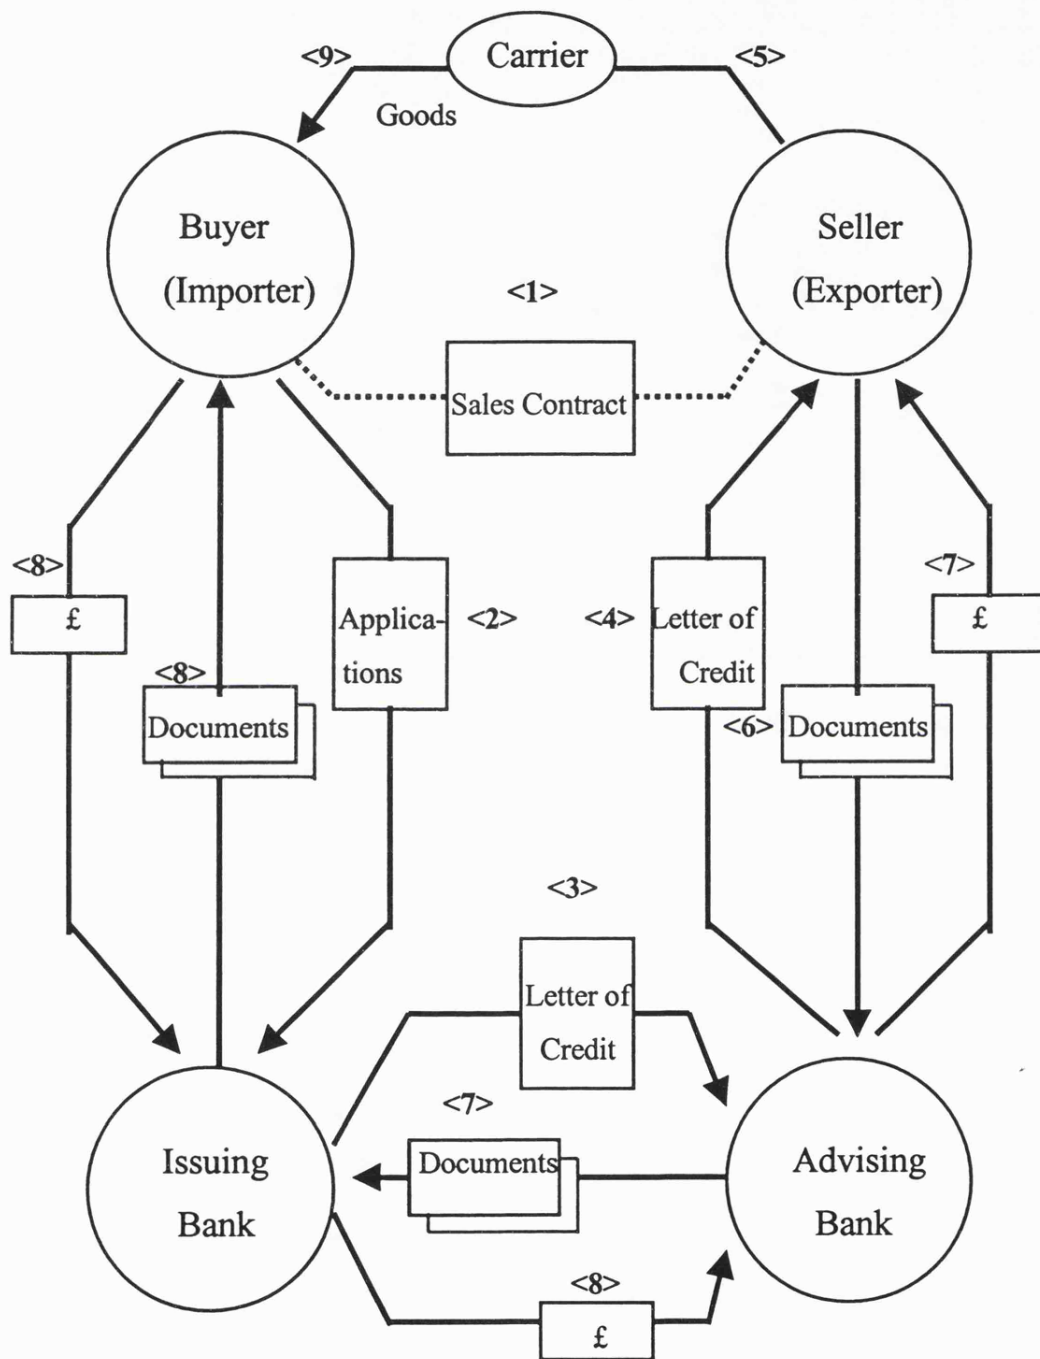 <9>
Carrier
<5>
Goods
Buyer
(Importer)
Seller
(Exporter)
<1>
Sales Contract
<8>
£
<8>
Documents
Applica-
tions
<2>
<4>
Letter of
Credit
<7>
£
<6>
Documents
<3>
Letter of
Credit
<7>
Documents
Issuing
Bank
Advising
Bank
<8>
£